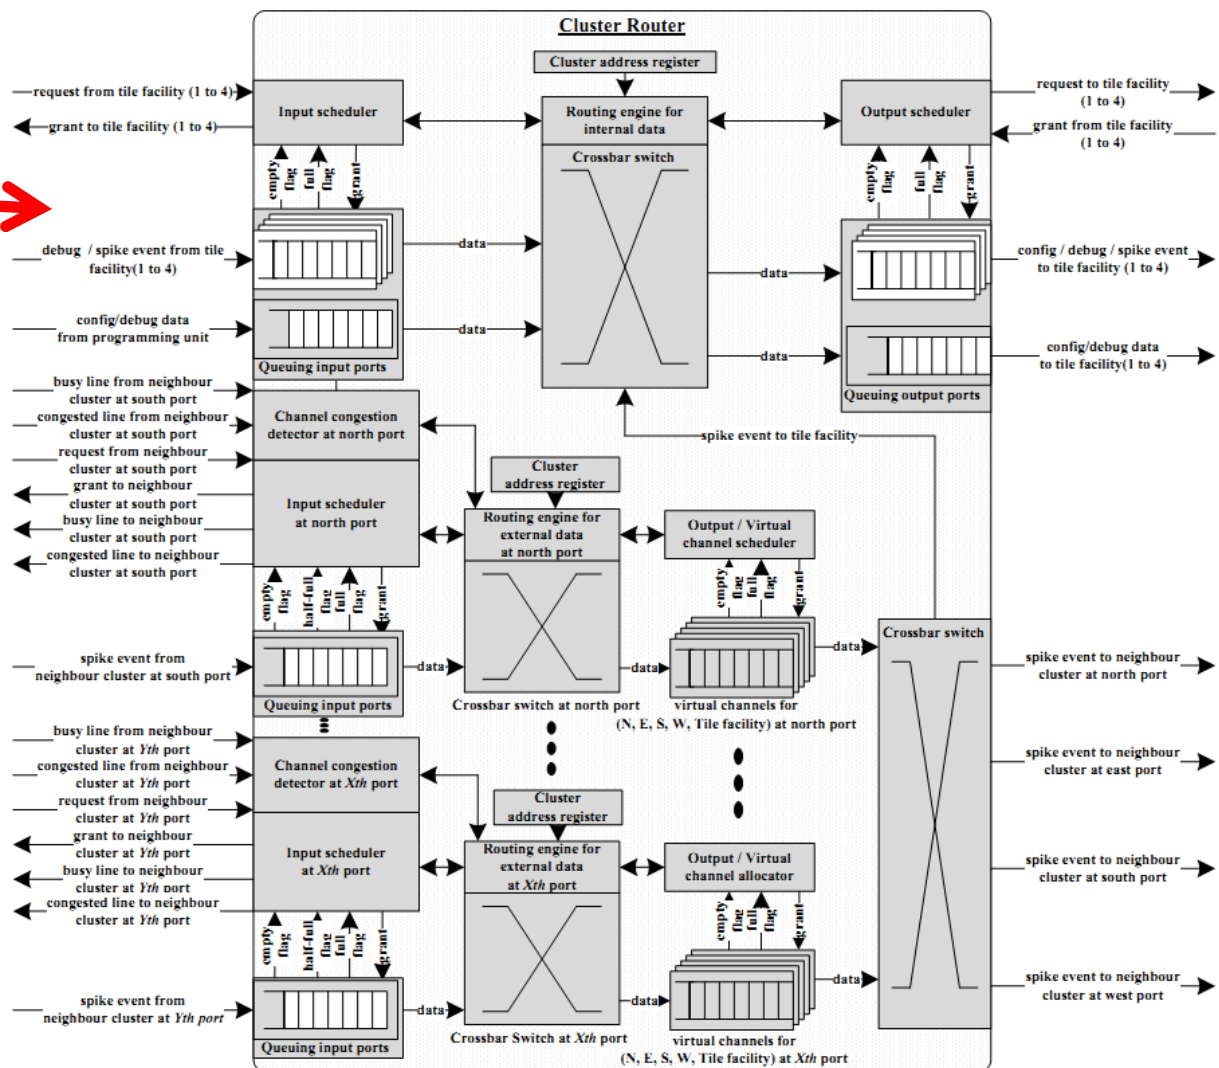 Cluster Router
Cluster address register
request from tile facility (1 to 4)
grant to tile facility (1 to 4)
Input scheduler
Routing engine for
internal data
Output scheduler
request to tile facility
(1 to 4)
grant from tile facility
(1 to 4)
Crossbar switch
empty
flag
full
flag
grant
empty
flag
full
flag
grant
debug / spike event from tile
facility(1 to 4)
data
data
config / debug / spike event
to tile facility (1 to 4)
config/debug data
from programming unit
data
data
config/debug data
to tile facility(1 to 4)
Queuing input ports
Queuing output ports
busy line from neighbour
cluster at south port
congested line from neighbour
cluster at south port
request from neighbour
cluster at south port
grant to neighbour
cluster at south port
busy line to neighbour
cluster at south port
congested line to neighbour
cluster at south port
Channel congestion
detector at north port
spike event to tile facility
Input scheduler
at north port
Cluster
address register
Routing engine for
external data
at north port
Output / Virtual
channel scheduler
empty
flag
half-full
flag
full
flag
grant
empty
flag
full
flag
grant
Crossbar switch
spike event from
neighbour cluster at south port
data
data
data
Queuing input ports
Crossbar switch at north port
virtual channels for
(N, E, S, W, Tile facility) at north port
spike event to neighbour
cluster at north port
spike event to neighbour
cluster at east port
spike event to neighbour
cluster at south port
spike event to neighbour
cluster at west port
busy line from neighbour
cluster at Yth port
congested line from neighbour
cluster at Yth port
request from neighbour
cluster at Yth port
grant to neighbour
cluster at Yth port
busy line to neighbour
cluster at Yth port
congested line to neighbour
cluster at Yth port
Channel congestion
detector at Xth port
Input scheduler
at Xth port
Cluster
address register
Routing engine for
external data
at Xth port
Output / Virtual
channel allocator
empty
flag
half-full
flag
full
flag
grant
empty
flag
full
flag
grant
spike event from
neighbour cluster at Yth port
data
data
data
Queuing input ports
Crossbar Switch at Xth port
virtual channels for
(N, E, S, W, Tile facility) at Xth port